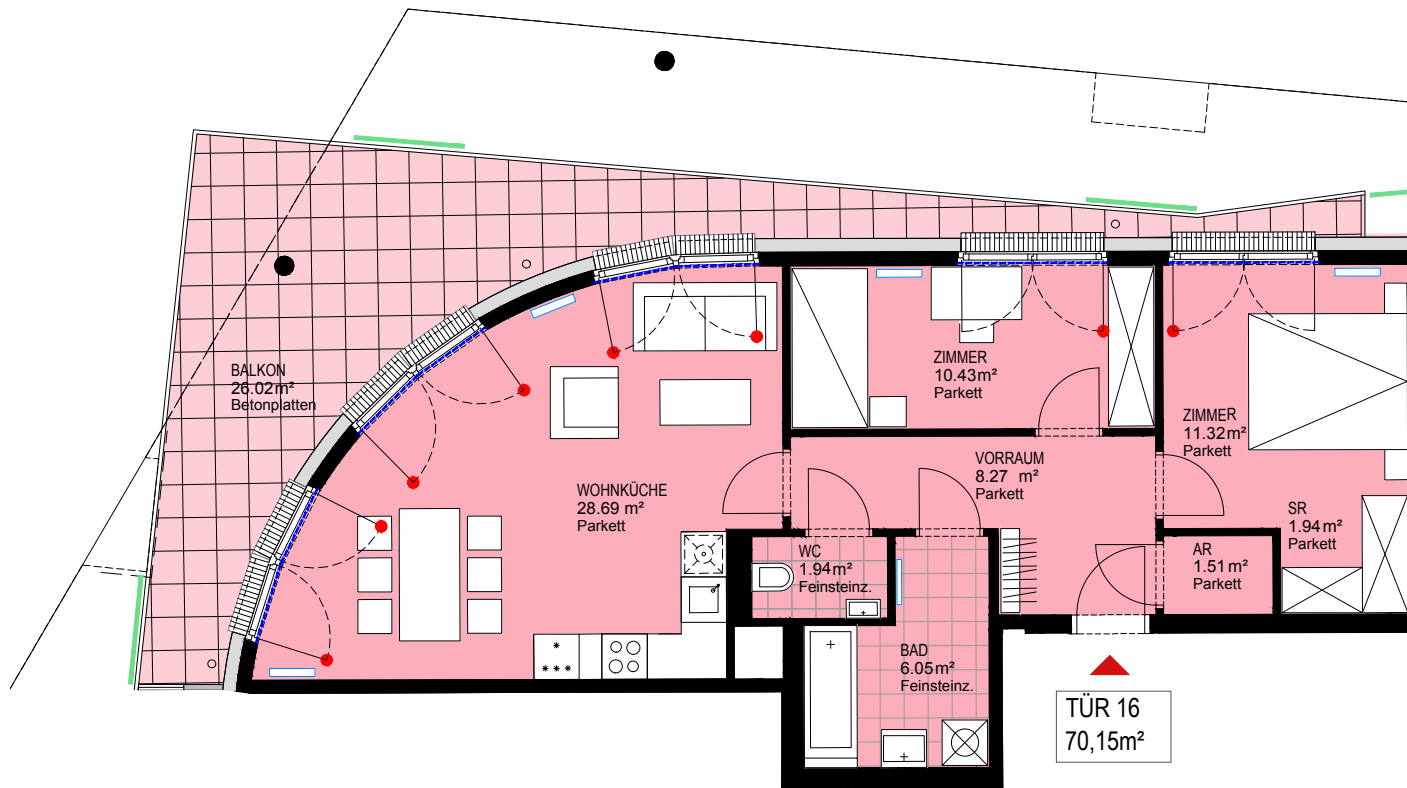 BALKON
26.02m²
Betonplatten
WOHNKÜCHE
28.69 m²
Parkett
ZIMMER
10.43m²
Parkett
ZIMMER
11.32m²
Parkett
VORRAUM
8.27 m²
Parkett
SR
1.94m²
Parkett
AR
1.51m²
Parkett
WC
1.94m²
Feinsteinz.
BAD
6.05m²
Feinsteinz.
TÜR 16
70,15m²